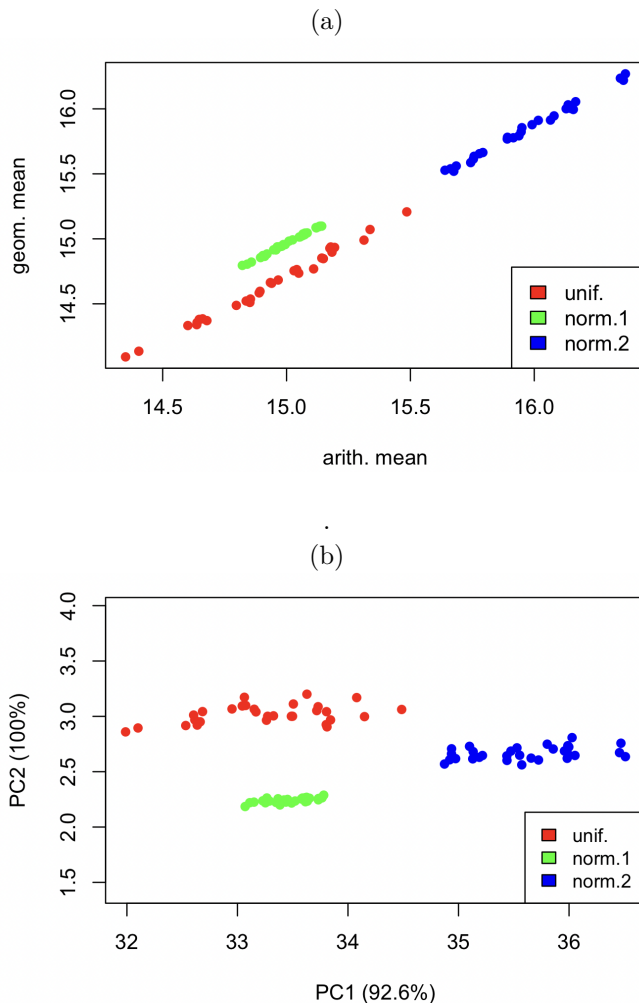 (a)
geom. mean
16.0
15.5
15.0
14.5
unif.
norm.1
norm.2
14.5 15.0 15.5 16.0
arith. mean
.
(b)
PC2 (100%)
4.0
3.5
3.0
2.5
2.0
1.5
unif.
norm.1
norm.2
32 33 34 35 36
PC1 (92.6%)